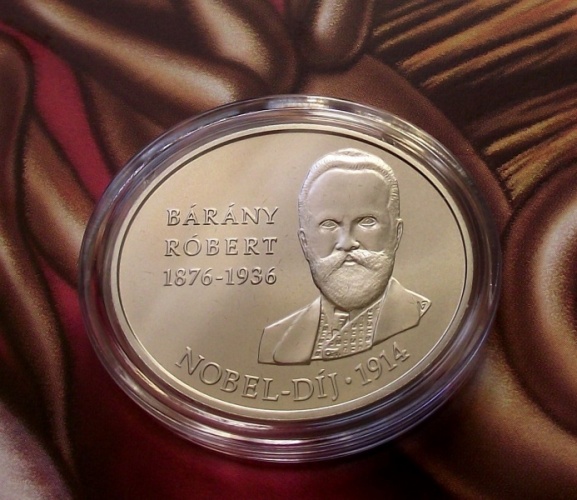 BÁRÁNY
RÓBERT
1876-1936
NOBEL-DÍJ · 1914